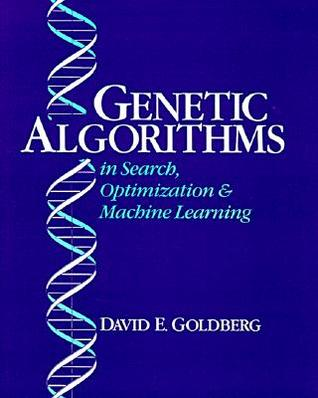 GENETIC
ALGORITHMS
in Search,
Optimization &
Machine Learning
DAVID E. GOLDBERG